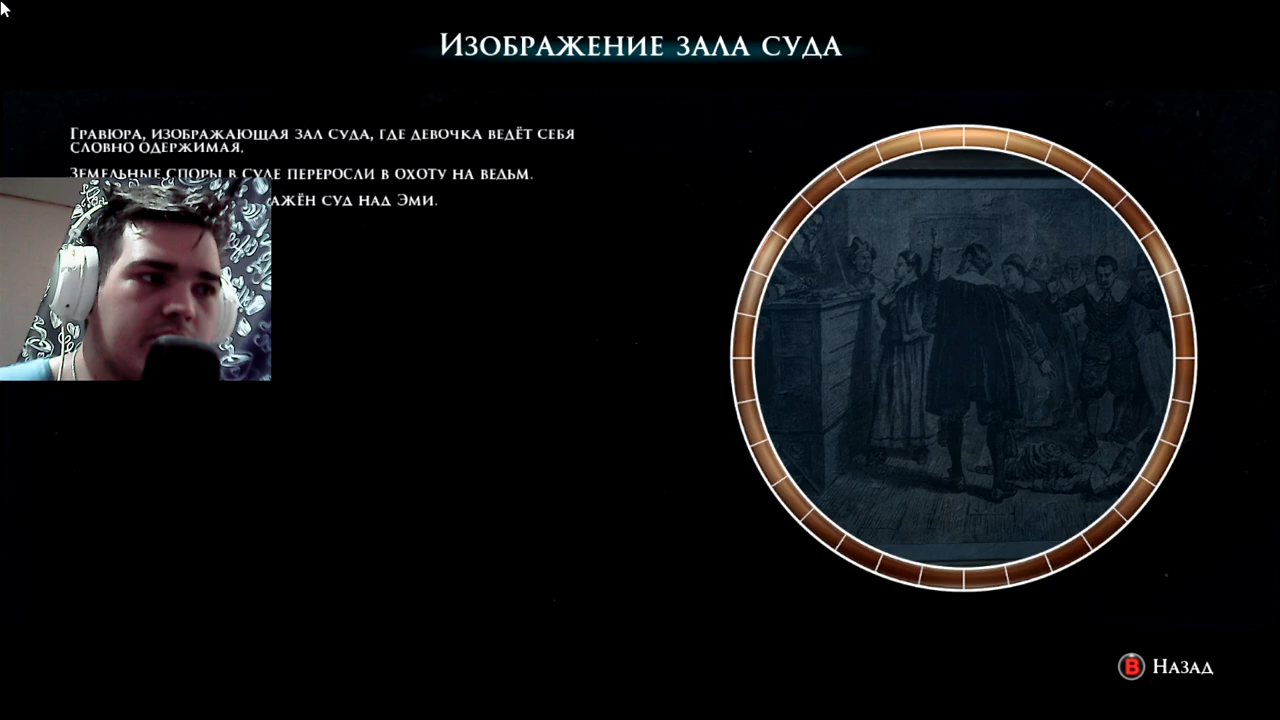 Изображение зала суда
Гравюра, изображающая зал суда, где девочка ведёт себя
словно одержимая.
Земельные споры в суде переросли в охоту на ведьм.
ажён суд над Эми.
B Назад